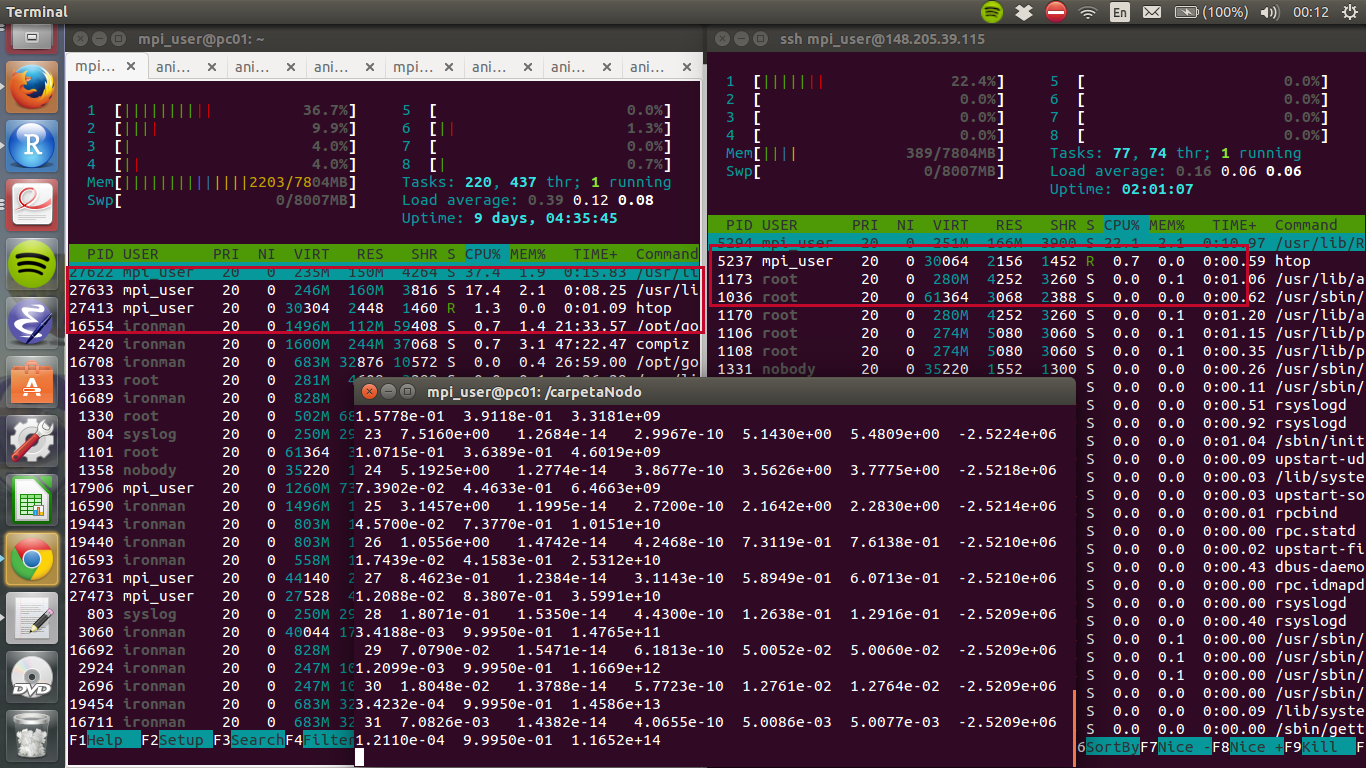 Terminal
En
(100%)
00:12
mpi_user@pc01: ~
mpi... × ani... × ani... × ani... × mpi... × ani... × ani... × ani... ×
1 [||||||||||| 36.7%] 5 [ 0.0%]
2 [|||| 9.9%] 6 [|| 1.3%]
3 [| 4.0%] 7 [ 0.0%]
4 [|| 4.0%] 8 [| 0.7%]
Mem[|||||||||||||||2203/7804MB] Tasks: 220, 437 thr; 1 running
Swp[ 0/8007MB] Load average: 0.39 0.12 0.08
Uptime: 9 days, 04:35:45
PID USER PRI NI VIRT RES SHR S CPU% MEM% TIME+ Command
27622 mpi_user 20 0 235M 150M 4264 S 37.4 1.9 0:15.83 /usr/li
27633 mpi_user 20 0 246M 160M 3816 S 17.4 2.1 0:08.25 /usr/li
27413 mpi_user 20 0 30304 2448 1460 R 1.3 0.0 0:01.09 htop
16554 ironman 20 0 1496M 112M 59408 S 0.7 1.4 21:33.57 /opt/go
2420 ironman 20 0 1600M 244M 37068 S 0.7 3.1 47:22.47 compiz
16708 ironman 20 0 683M 32876 10572 S 0.0 0.4 26:59.00 /opt/go
1333 root 20 0 281M
16689 ironman 20 0 828M
1330 root 20 0 502M 68
804 syslog 20 0 250M 29
1101 root 20 0 61364 3
1358 nobody 20 0 35220 1
17906 mpi_user 20 0 1260M 73
16590 ironman 20 0 1496M 1
19443 ironman 20 0 803M 1
19440 ironman 20 0 803M 1
16593 ironman 20 0 558M 1
27631 mpi_user 20 0 44140 2
27473 mpi_user 20 0 27528 4
803 syslog 20 0 250M 29
3060 ironman 20 0 40044 17
16692 ironman 20 0 828M
2924 ironman 20 0 247M 10
2696 ironman 20 0 247M 10
19454 ironman 20 0 683M 32
16711 ironman 20 0 683M 32
F1Help F2Setup F3SearchF4Filter
ssh mpi_user@148.205.39.115
1 [||||||| 22.4%] 5 [ 0.0%]
2 [ 0.0%] 6 [ 0.0%]
3 [ 0.0%] 7 [ 0.0%]
4 [ 0.0%] 8 [ 0.0%]
Mem[|||| 389/7804MB] Tasks: 77, 74 thr; 1 running
Swp[ 0/8007MB] Load average: 0.16 0.06 0.06
Uptime: 02:01:07
PID USER PRI NI VIRT RES SHR S CPU% MEM% TIME+ Command
5294 mpi_user 20 0 251M 166M 3900 S 22.1 2.1 0:10.97 /usr/lib/R
5237 mpi_user 20 0 30064 2156 1452 R 0.7 0.0 0:00.59 htop
1173 root 20 0 280M 4252 3260 S 0.0 0.1 0:01.06 /usr/lib/a
1036 root 20 0 61364 3068 2388 S 0.0 0.0 0:00.62 /usr/sbin/
1170 root 20 0 280M 4252 3260 S 0.0 0.1 0:01.20 /usr/lib/a
1106 root 20 0 274M 5080 3060 S 0.0 0.1 0:01.15 /usr/lib/p
1108 root 20 0 274M 5080 3060 S 0.0 0.1 0:00.35 /usr/lib/p
1331 nobody 20 0 35220 1552 1300 S 0.0 0.0 0:00.26 /usr/sbin/
S 0.0 0.0 0:00.11 /usr/sbin/
S 0.0 0.0 0:00.51 rsyslogd
S 0.0 0.0 0:00.92 rsyslogd
S 0.0 0.0 0:01.04 /sbin/init
S 0.0 0.0 0:00.09 upstart-ud
S 0.0 0.0 0:00.03 /lib/syste
S 0.0 0.0 0:00.03 upstart-so
S 0.0 0.0 0:00.01 rpcbind
S 0.0 0.0 0:00.00 rpc.statd
S 0.0 0.0 0:00.02 upstart-fi
S 0.0 0.0 0:00.43 dbus-daemo
S 0.0 0.0 0:00.00 rpc.idmapd
S 0.0 0.0 0:00.00 rsyslogd
S 0.0 0.0 0:00.40 rsyslogd
S 0.0 0.1 0:00.00 /usr/sbin/
S 0.0 0.1 0:00.00 /usr/sbin/
S 0.0 0.1 0:00.00 /usr/sbin/
S 0.0 0.1 0:00.00 /usr/sbin/
S 0.0 0.0 0:00.00 /lib/syste
S 0.0 0.0 0:00.00 /sbin/gett
6SortByF7Nice -F8Nice +F9Kill F
mpi_user@pc01: /carpetaNodo
1.5778e-01 3.9118e-01 3.3181e+09
23 7.5160e+00 1.2684e-14 2.9967e-10 5.1430e+00 5.4809e+00 -2.5224e+06
1.0715e-01 3.6389e-01 4.6019e+09
24 5.1925e+00 1.2774e-14 3.8677e-10 3.5626e+00 3.7775e+00 -2.5218e+06
7.3902e-02 4.4633e-01 6.4663e+09
25 3.1457e+00 1.1995e-14 2.7200e-10 2.1642e+00 2.2830e+00 -2.5214e+06
4.5700e-02 7.3770e-01 1.0151e+10
26 1.0556e+00 1.4742e-14 4.2468e-10 7.3119e-01 7.6138e-01 -2.5210e+06
1.7439e-02 4.1583e-01 2.5312e+10
27 8.4623e-01 1.2384e-14 3.1143e-10 5.8949e-01 6.0713e-01 -2.5210e+06
1.2088e-02 8.3807e-01 3.5991e+10
28 1.8071e-01 1.5350e-14 4.4300e-10 1.2638e-01 1.2916e-01 -2.5209e+06
3.4188e-03 9.9950e-01 1.4765e+11
29 7.0790e-02 1.5471e-14 6.1813e-10 5.0052e-02 5.0060e-02 -2.5209e+06
1.2099e-03 9.9950e-01 1.1669e+12
30 1.8048e-02 1.3788e-14 5.7723e-10 1.2761e-02 1.2764e-02 -2.5209e+06
3.4232e-04 9.9950e-01 1.4586e+13
31 7.0826e-03 1.4382e-14 4.0655e-10 5.0086e-03 5.0077e-03 -2.5209e+06
1.2110e-04 9.9950e-01 1.1652e+14